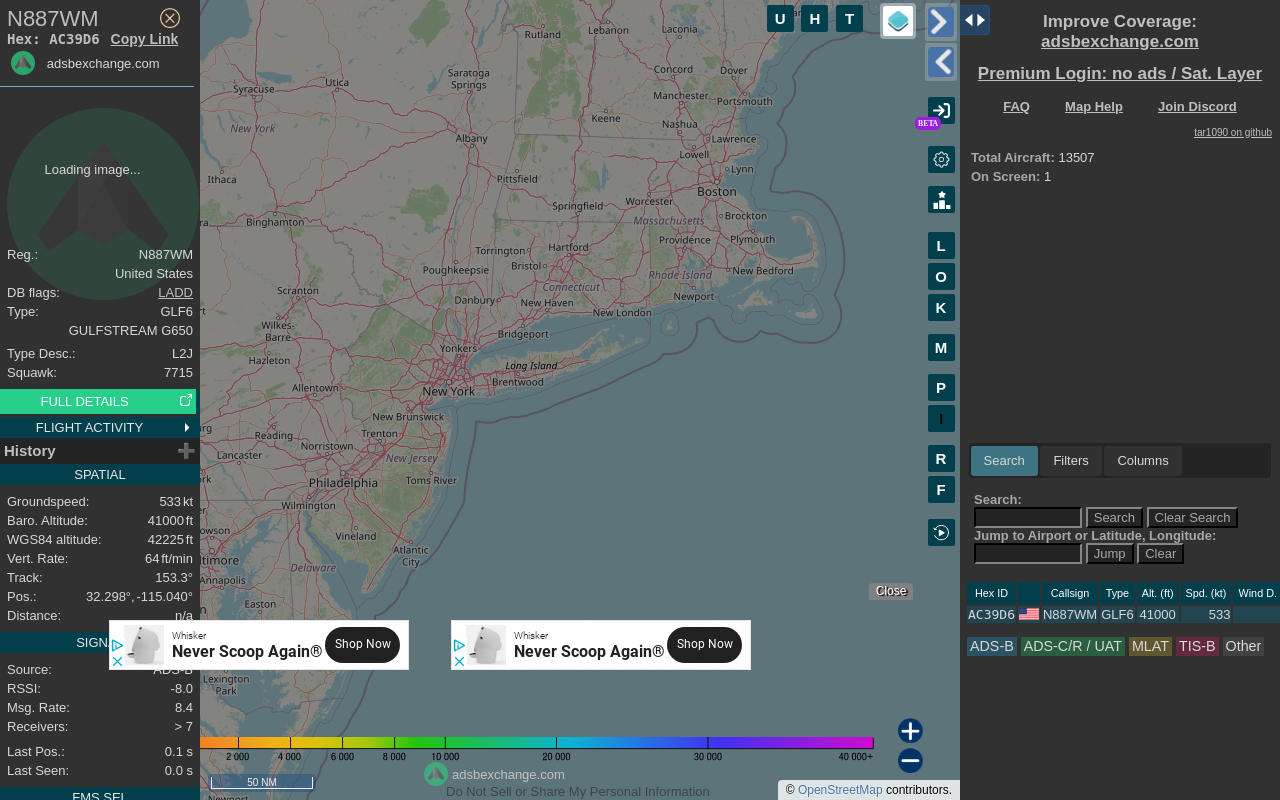 N887WM
Hex: AC39D6 Copy Link
adsbexchange.com
Loading image...
Reg.: N887WM
United States
DB flags: LADD
Type: GLF6
GULFSTREAM G650
Type Desc.: L2J
Squawk: 7715
FULL DETAILS
FLIGHT ACTIVITY
History
SPATIAL
Groundspeed: 533 kt
Baro. Altitude: 41000 ft
WGS84 altitude: 42225 ft
Vert. Rate: 64 ft/min
Track: 153.3°
Pos.: 32.298°, -115.040°
Distance: n/a
SIGNA
Source: ADS-B
RSSI: -8.0
Msg. Rate: 8.4
Receivers: > 7
Last Pos.: 0.1 s
Last Seen: 0.0 s
FMS SEL
U H T
BETA
L
O
K
M
P
I
R
F
Rutland
Lebanon
Laconia
Saratoga
Springs
Concord
Dover
Utica
Syracuse
Manchester
Portsmouth
Keene
Nashua
New York
Albany
Lawrence
Lowell
Pittsfield
Lynn
Ithaca
Boston
Springfield
Worcester
Binghamton
Massachusetts
Brockton
Torrington
Hartford
Providence
Plymouth
Bristol
Poughkeepsie
New Bedford
Rhode Island
Connecticut
Scranton
Danbury
New Haven
Newport
New London
Wilkes-
Barre
Bridgeport
Yonkers
Hazleton
Long Island
Brentwood
Allentown
New York
New Brunswick
Reading
Trenton
Norristown
Lancaster
New Jersey
Philadelphia
Toms River
Wilmington
Vineland
Atlantic
City
Delaware
Annapolis
Easton
Lexington
Park
Close
Whisker
Never Scoop Again®
Shop Now
Whisker
Never Scoop Again®
Shop Now
2 000 4 000 6 000 8 000 10 000 20 000 30 000 40 000+
50 NM
adsbexchange.com
Do Not Sell or Share My Personal Information
© OpenStreetMap contributors.
Improve Coverage:
adsbexchange.com
Premium Login: no ads / Sat. Layer
FAQ Map Help Join Discord
tar1090 on github
Total Aircraft: 13507
On Screen: 1
Search Filters Columns
Search:
Search Clear Search
Jump to Airport or Latitude, Longitude:
Jump Clear
Hex ID Callsign Type Alt. (ft) Spd. (kt) Wind D.
AC39D6 N887WM GLF6 41000 533
ADS-B ADS-C/R / UAT MLAT TIS-B Other